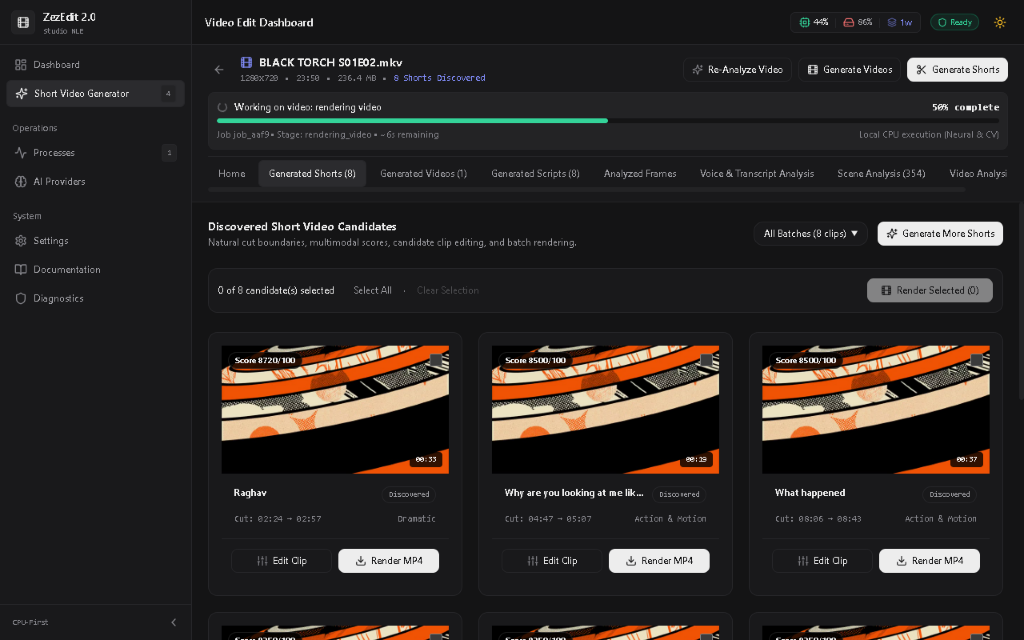 ZezEdit 2.0
Studio NLE
Dashboard
Short Video Generator 4
Operations
Processes 1
AI Providers
System
Settings
Documentation
Diagnostics
CPU-First
Video Edit Dashboard
44% 86% 1w Ready
BLACK TORCH S01E02.mkv
1280x720 • 23:50 • 236.4 MB • 8 Shorts Discovered
Re-Analyze Video Generate Videos Generate Shorts
Working on video: rendering video 50% complete
Job job_aaf9 • Stage: rendering_video • ~6s remaining Local CPU execution (Neural & CV)
Home Generated Shorts (8) Generated Videos (1) Generated Scripts (8) Analyzed Frames Voice & Transcript Analysis Scene Analysis (354) Video Analysi
Discovered Short Video Candidates
Natural cut boundaries, multimodal scores, candidate clip editing, and batch rendering.
All Batches (8 clips) ▼ Generate More Shorts
0 of 8 candidate(s) selected Select All · Clear Selection Render Selected (0)
Score 8720/100
00:33
Raghav Discovered
Cut: 02:24 → 02:57 Dramatic
Edit Clip Render MP4
Score 8500/100
00:19
Why are you looking at me lik... Discovered
Cut: 04:47 → 05:07 Action & Motion
Edit Clip Render MP4
Score 8500/100
00:37
What happened Discovered
Cut: 08:06 → 08:43 Action & Motion
Edit Clip Render MP4